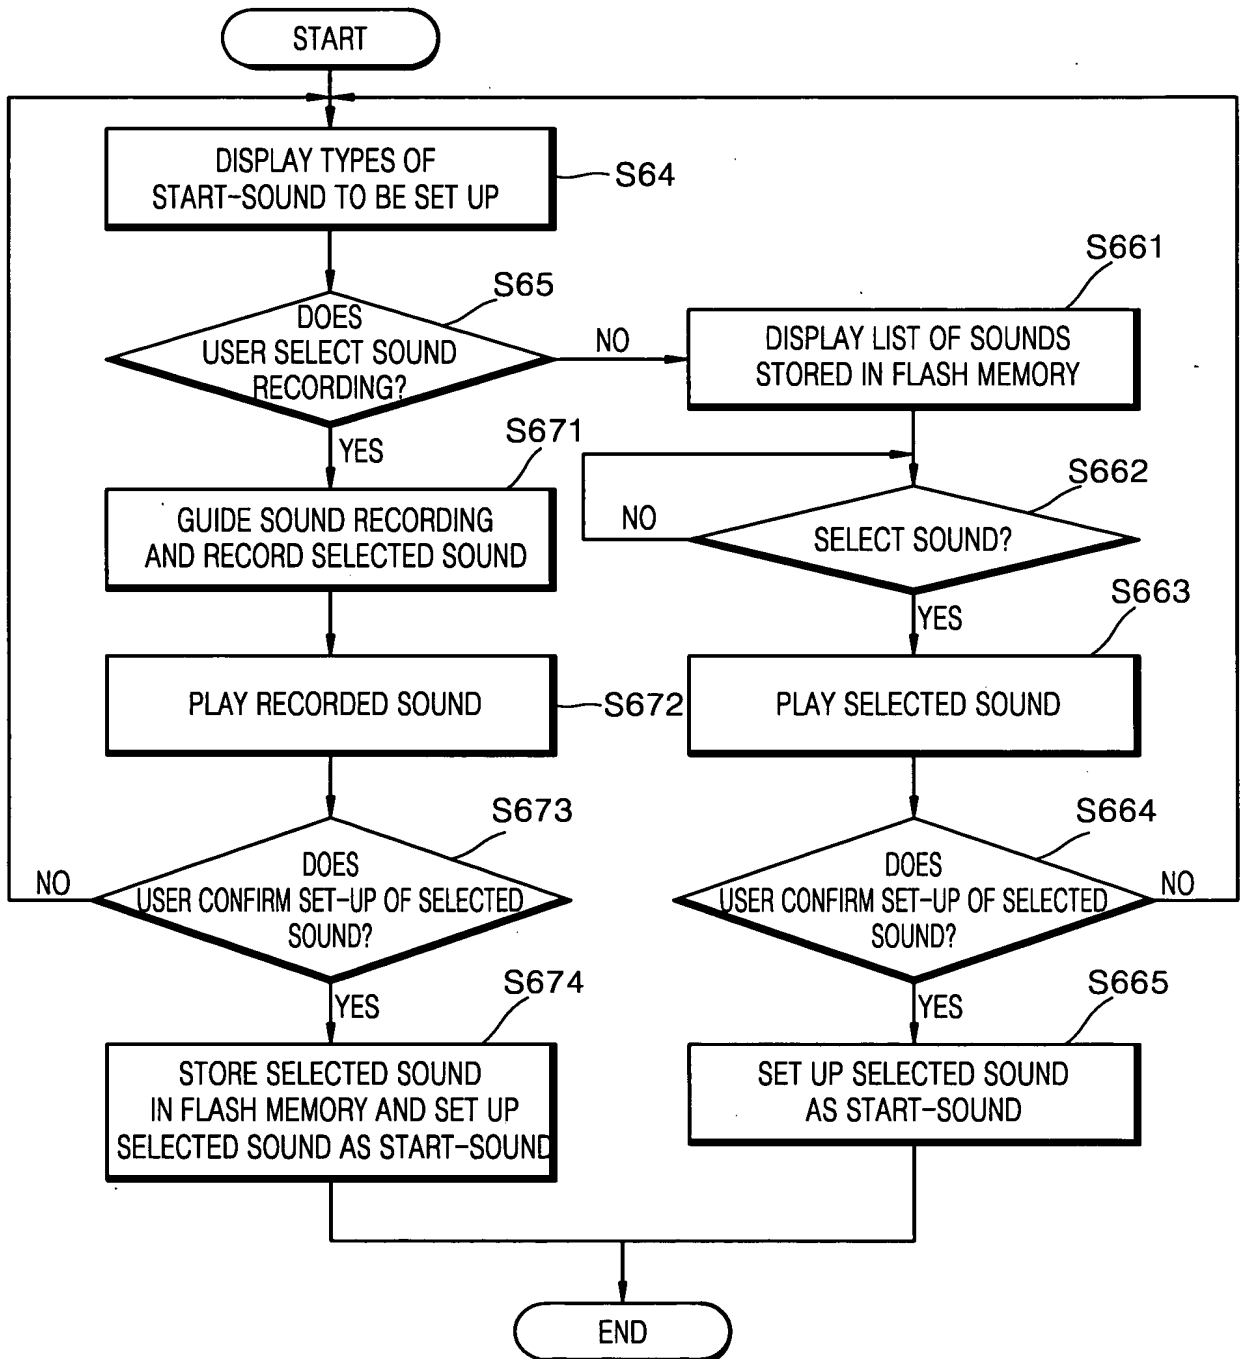 START
DISPLAY TYPES OF
START-SOUND TO BE SET UP
S64
S65
DOES
USER SELECT SOUND
RECORDING?
NO
YES
S661
DISPLAY LIST OF SOUNDS
STORED IN FLASH MEMORY
S671
GUIDE SOUND RECORDING
AND RECORD SELECTED SOUND
S662
SELECT SOUND?
NO
YES
PLAY RECORDED SOUND
S672
S663
PLAY SELECTED SOUND
S673
DOES
USER CONFIRM SET-UP OF SELECTED
SOUND?
NO
YES
S664
DOES
USER CONFIRM SET-UP OF SELECTED
SOUND?
NO
YES
S674
STORE SELECTED SOUND
IN FLASH MEMORY AND SET UP
SELECTED SOUND AS START-SOUND
S665
SET UP SELECTED SOUND
AS START-SOUND
END